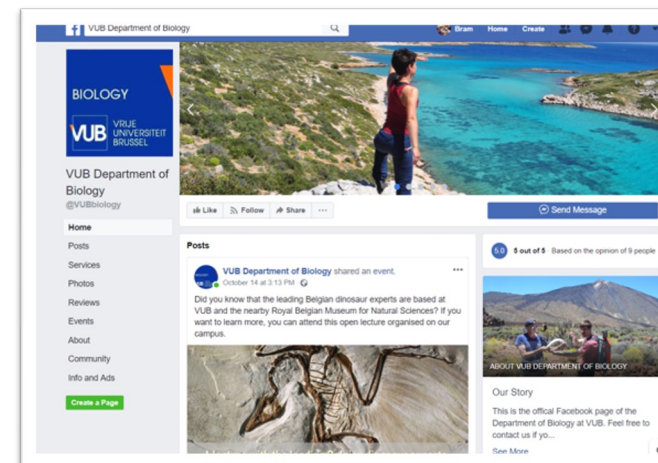 VUB Department of Biology
Bram Home Create
BIOLOGY
VUB
VRIJE
UNIVERSITEIT
BRUSSEL
VUB Department of
Biology
@VUBbiology
Home
Posts
Services
Photos
Reviews
Events
About
Community
Info and Ads
Create a Page
Like Follow Share
Send Message
Posts
VUB Department of Biology shared an event.
October 14 at 3:13 PM
Did you know that the leading Belgian dinosaur experts are based at
VUB and the nearby Royal Belgian Museum for Natural Sciences? If you
want to learn more, you can attend this open lecture organised on our
campus.
5.0 5 out of 5 · Based on the opinion of 9 people
ABOUT VUB DEPARTMENT OF BIOLOGY
Our Story
This is the offical Facebook page of the
Department of Biology at VUB. Feel free to
contact us if yo...
See More